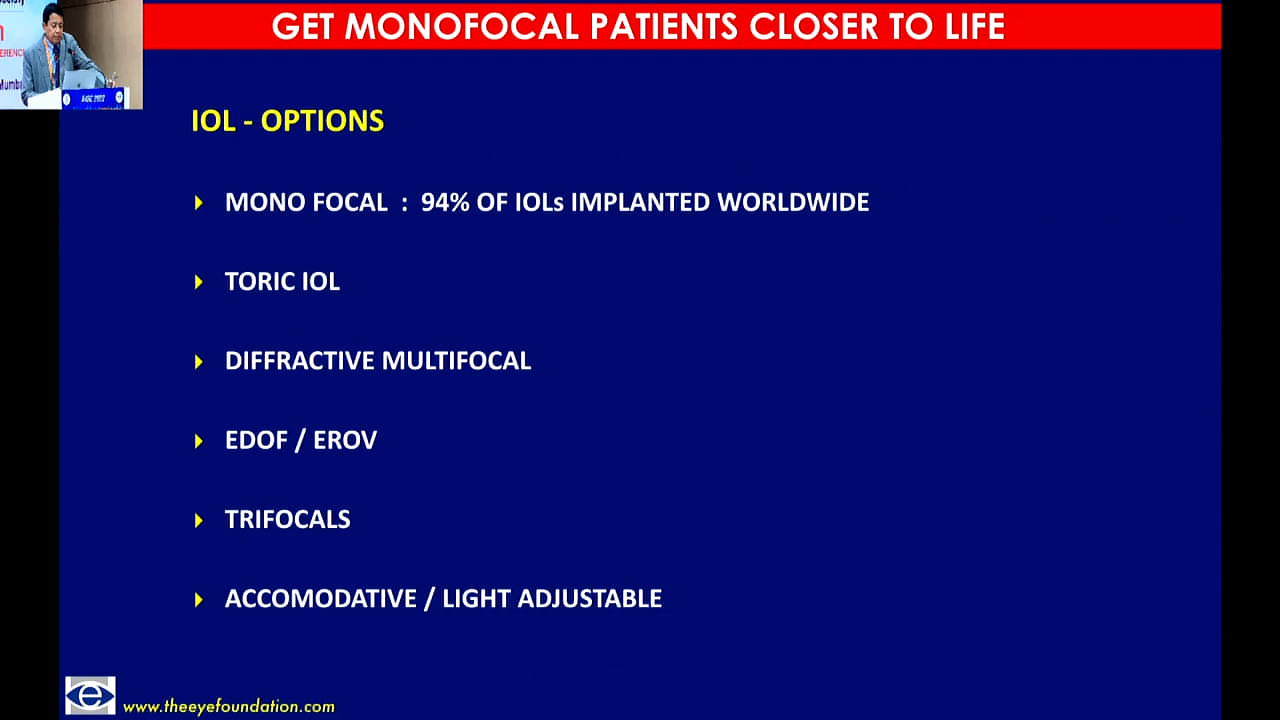 GET MONOFOCAL PATIENTS CLOSER TO LIFE
IOL - OPTIONS
MONO FOCAL : 94% OF IOLs IMPLANTED WORLDWIDE
TORIC IOL
DIFFRACTIVE MULTIFOCAL
EDOF / EROV
TRIFOCALS
ACCOMODATIVE / LIGHT ADJUSTABLE
e
www.theeyefoundation.com